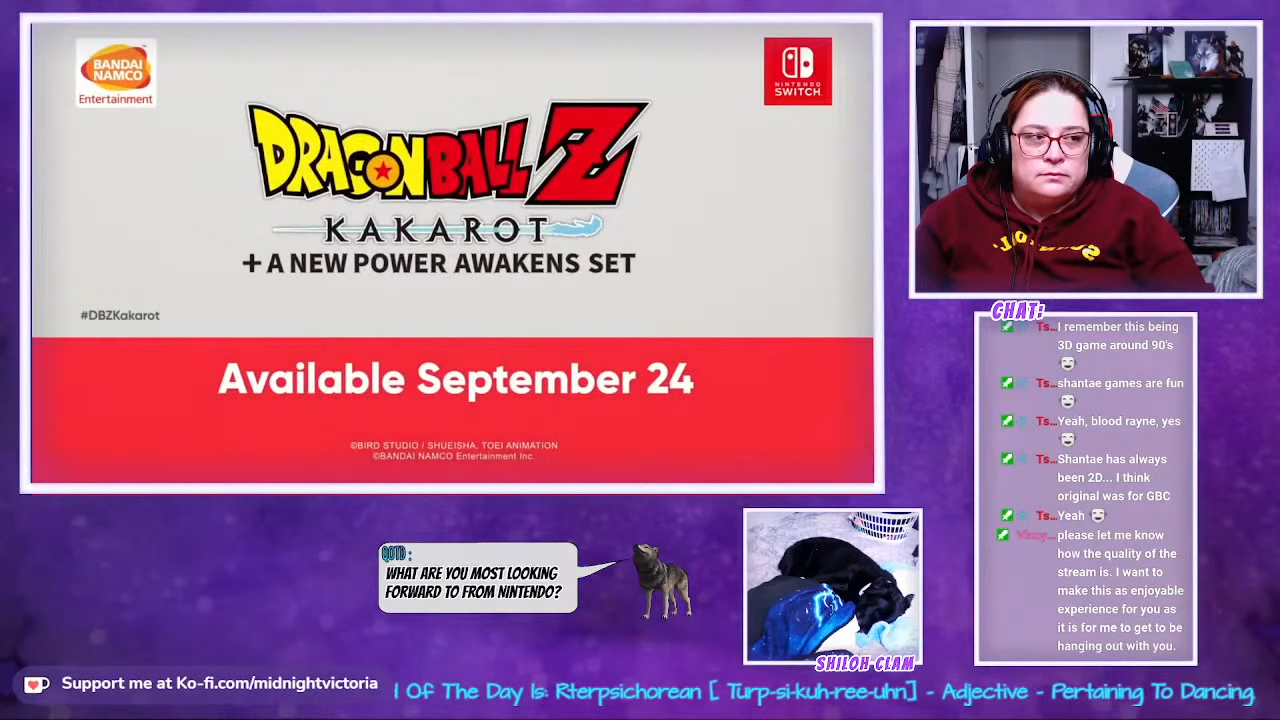 BANDAI
NAMCO
Entertainment
NINTENDO
SWITCH
DRAGON BALL Z
KAKAROT
+ A NEW POWER AWAKENS SET
#DBZKakarot
Available September 24
©BIRD STUDIO / SHUEISHA, TOEI ANIMATION
©BANDAI NAMCO Entertainment Inc.
CHAT:
Ts... I remember this being
3D game around 90's
Ts... shantae games are fun
Ts... Yeah, blood rayne, yes
Ts... Shantae has always
been 2D... I think
original was for GBC
Ts... Yeah
please let me know
how the quality of the
stream is. I want to
make this as enjoyable
experience for you as
it is for me to get to be
hanging out with you.
QOTD:
WHAT ARE YOU MOST LOOKING
FORWARD TO FROM NINTENDO?
SHILOH CLAM
Support me at Ko-fi.com/midnightvictoria
Of The Day Is: Rterpsichorean [ Turp-si-kuh-ree-uhn] - Adjective - Pertaining To Dancing.